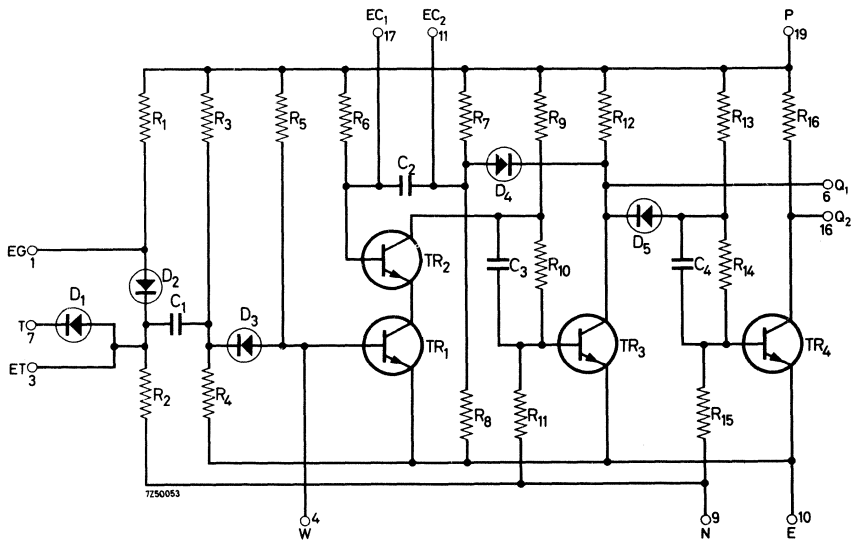 EC1 EC2 P
17 11 19
R1 R3 R5 R6 R7 R9 R12 R13 R16
C2
D4
Q1
6
D5
Q2
16
EG
1
D2
TR2
C3 R10 C4 R14
D1
T
7
C1
D3
ET
3
TR1 TR3 TR4
R2 R4 R8 R11 R15
7Z50053
4 9 10
W N E